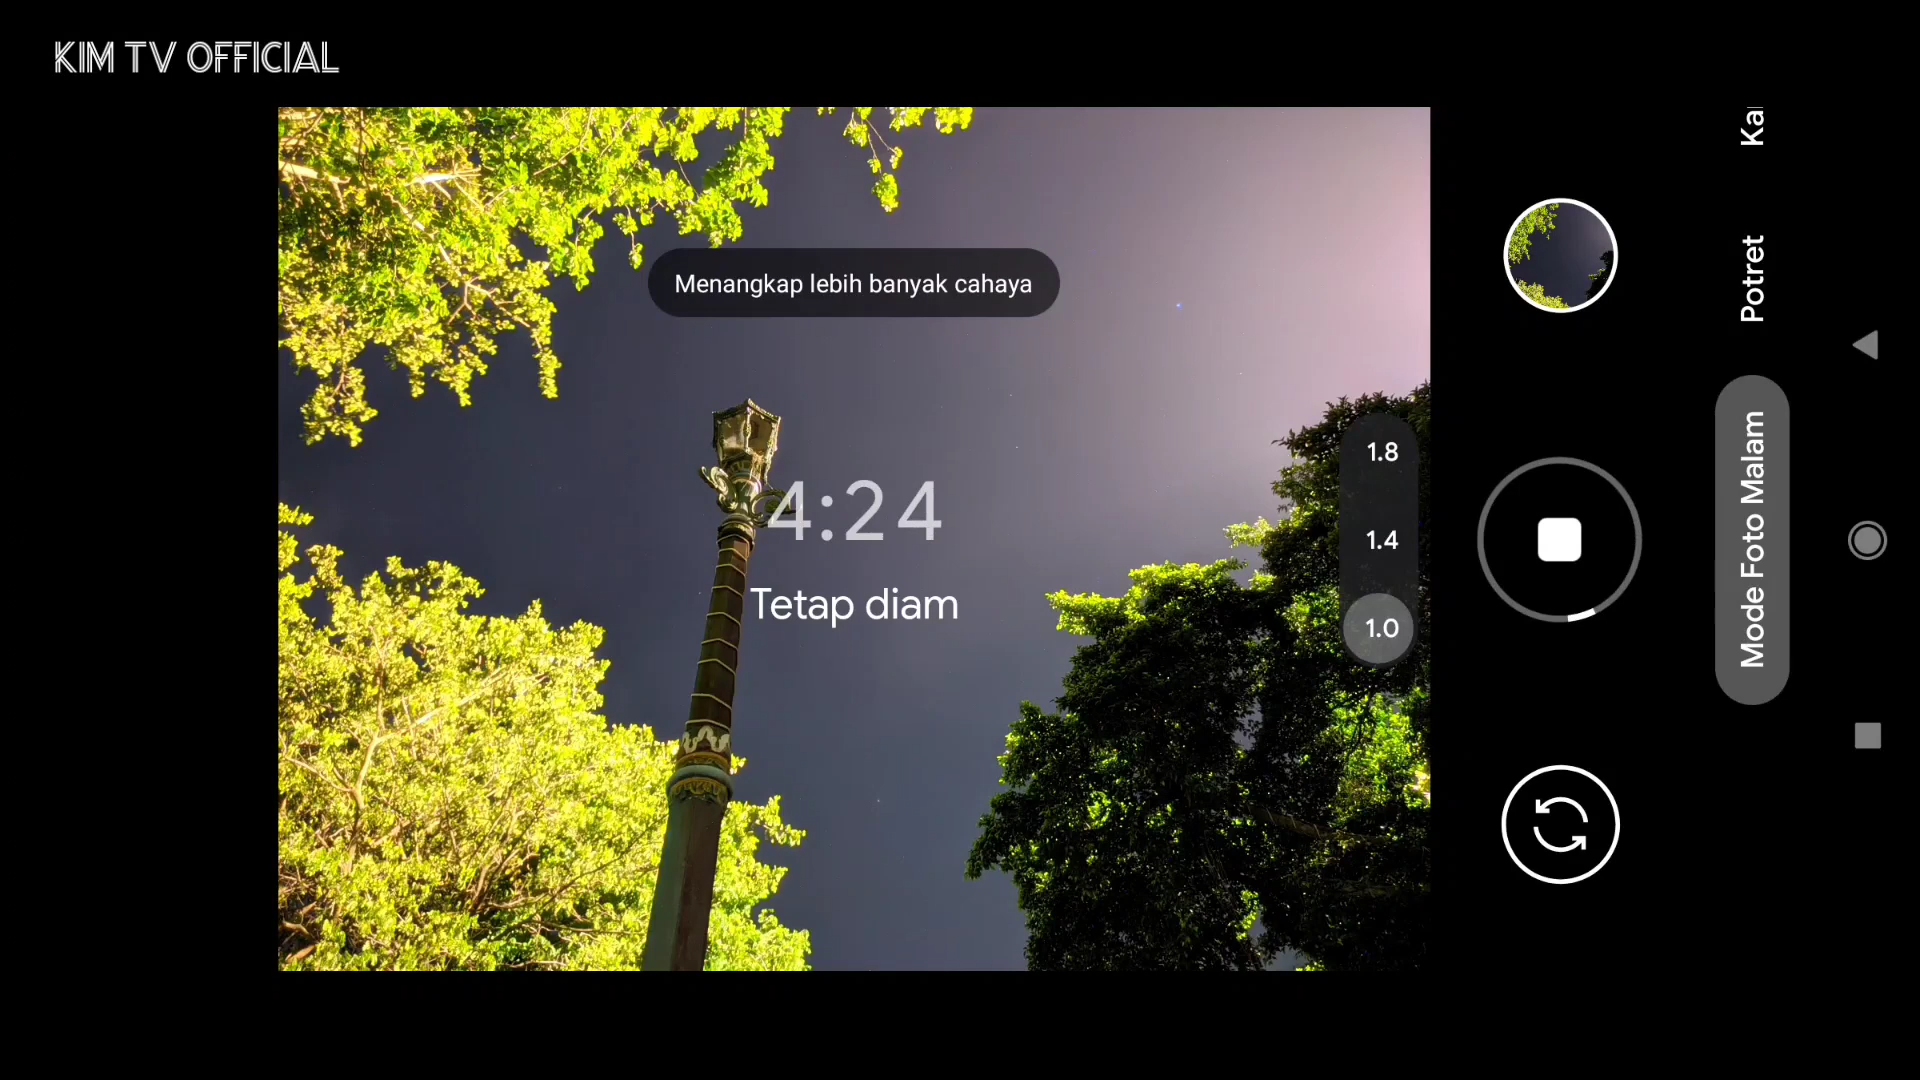 KIM TV OFFICIAL
Menangkap lebih banyak cahaya
4:24
Tetap diam
1.8
1.4
1.0
Ka
Potret
Mode Foto Malam